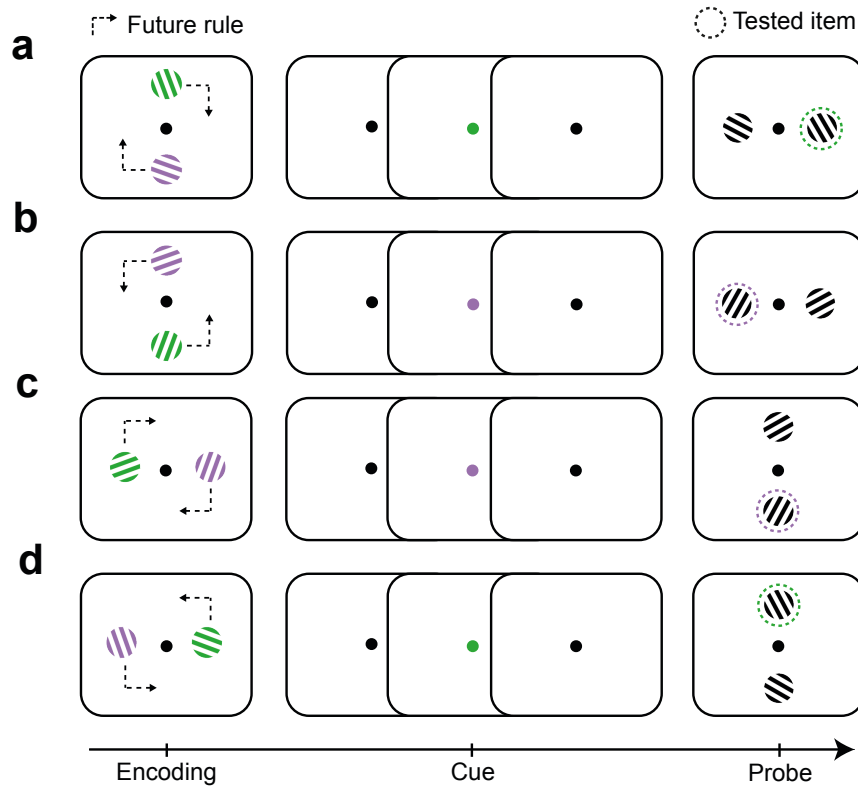 Future rule
Tested item
a
b
c
d
Encoding
Cue
Probe